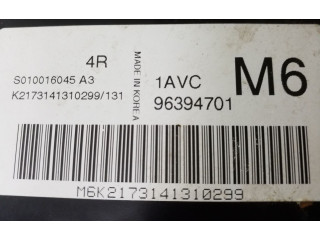 4R
S010016045 A3
K2173141310299/131
MADE IN KOREA
1AVC
96394701
M6
M6K2173141310299